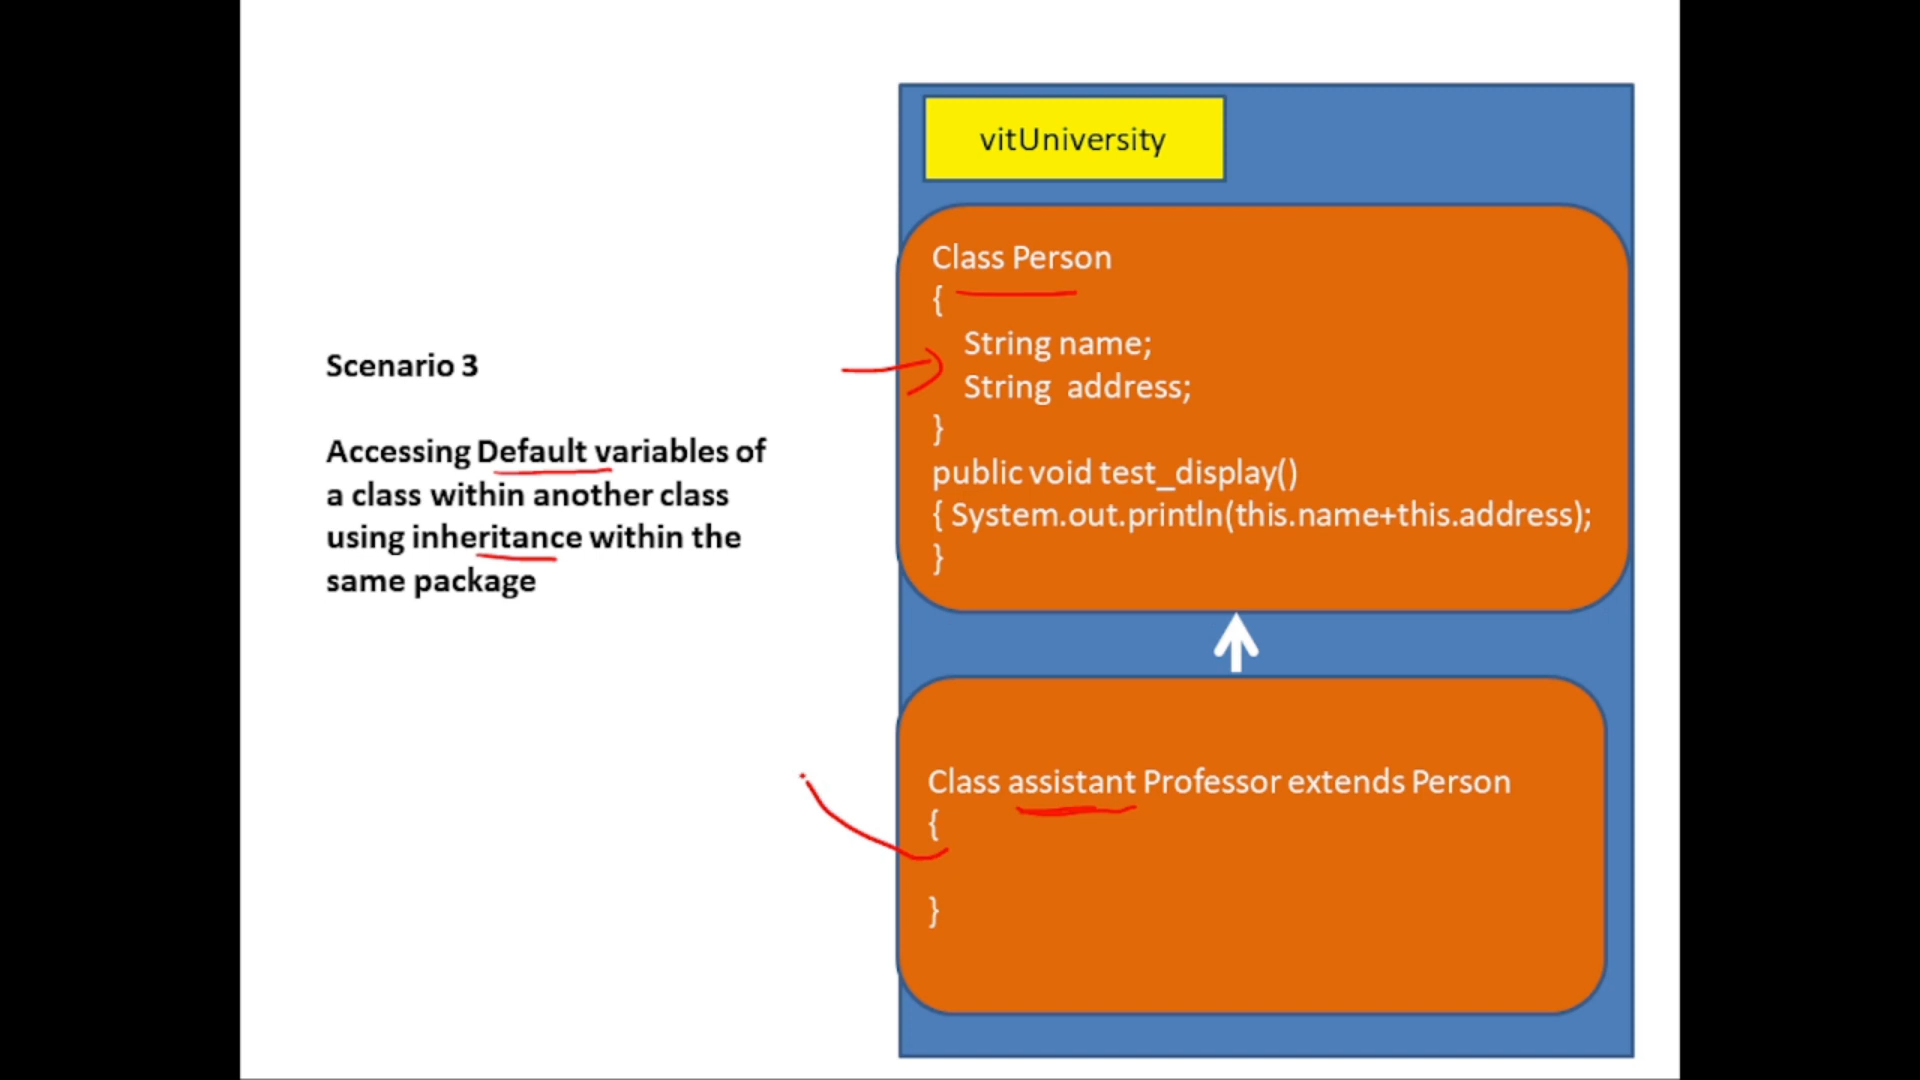 Scenario 3
Accessing Default variables of
a class within another class
using inheritance within the
same package
vitUniversity
Class Person
{
String name;
String address;
}
public void test_display()
{ System.out.println(this.name+this.address);
}
Class assistant Professor extends Person
{
}